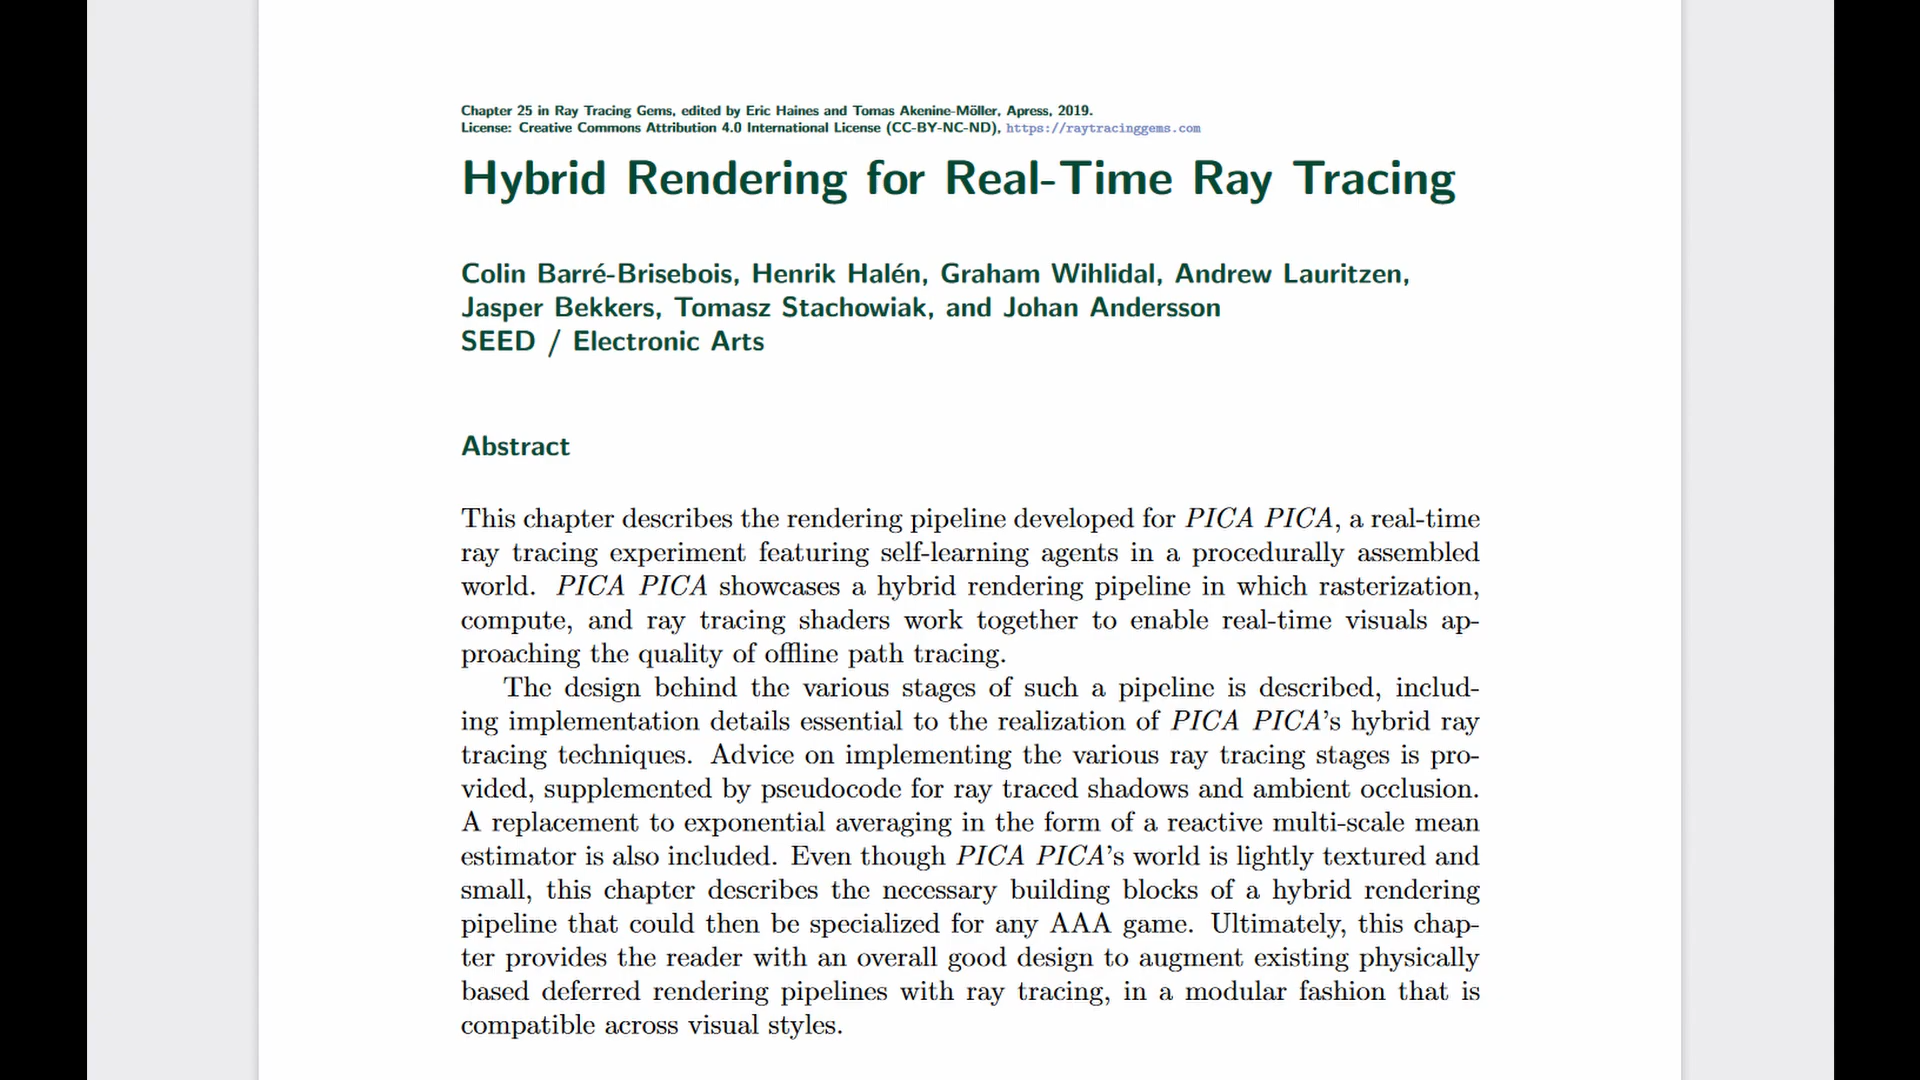 Chapter 25 in Ray Tracing Gems, edited by Eric Haines and Tomas Akenine-Möller, Apress, 2019.
License: Creative Commons Attribution 4.0 International License (CC-BY-NC-ND), https://raytracinggems.com
Hybrid Rendering for Real-Time Ray Tracing
Colin Barré-Brisebois, Henrik Halén, Graham Wihlidal, Andrew Lauritzen,
Jasper Bekkers, Tomasz Stachowiak, and Johan Andersson
SEED / Electronic Arts
Abstract
This chapter describes the rendering pipeline developed for PICA PICA, a real-time
ray tracing experiment featuring self-learning agents in a procedurally assembled
world. PICA PICA showcases a hybrid rendering pipeline in which rasterization,
compute, and ray tracing shaders work together to enable real-time visuals ap-
proaching the quality of offline path tracing.
The design behind the various stages of such a pipeline is described, includ-
ing implementation details essential to the realization of PICA PICA's hybrid ray
tracing techniques. Advice on implementing the various ray tracing stages is pro-
vided, supplemented by pseudocode for ray traced shadows and ambient occlusion.
A replacement to exponential averaging in the form of a reactive multi-scale mean
estimator is also included. Even though PICA PICA's world is lightly textured and
small, this chapter describes the necessary building blocks of a hybrid rendering
pipeline that could then be specialized for any AAA game. Ultimately, this chap-
ter provides the reader with an overall good design to augment existing physically
based deferred rendering pipelines with ray tracing, in a modular fashion that is
compatible across visual styles.